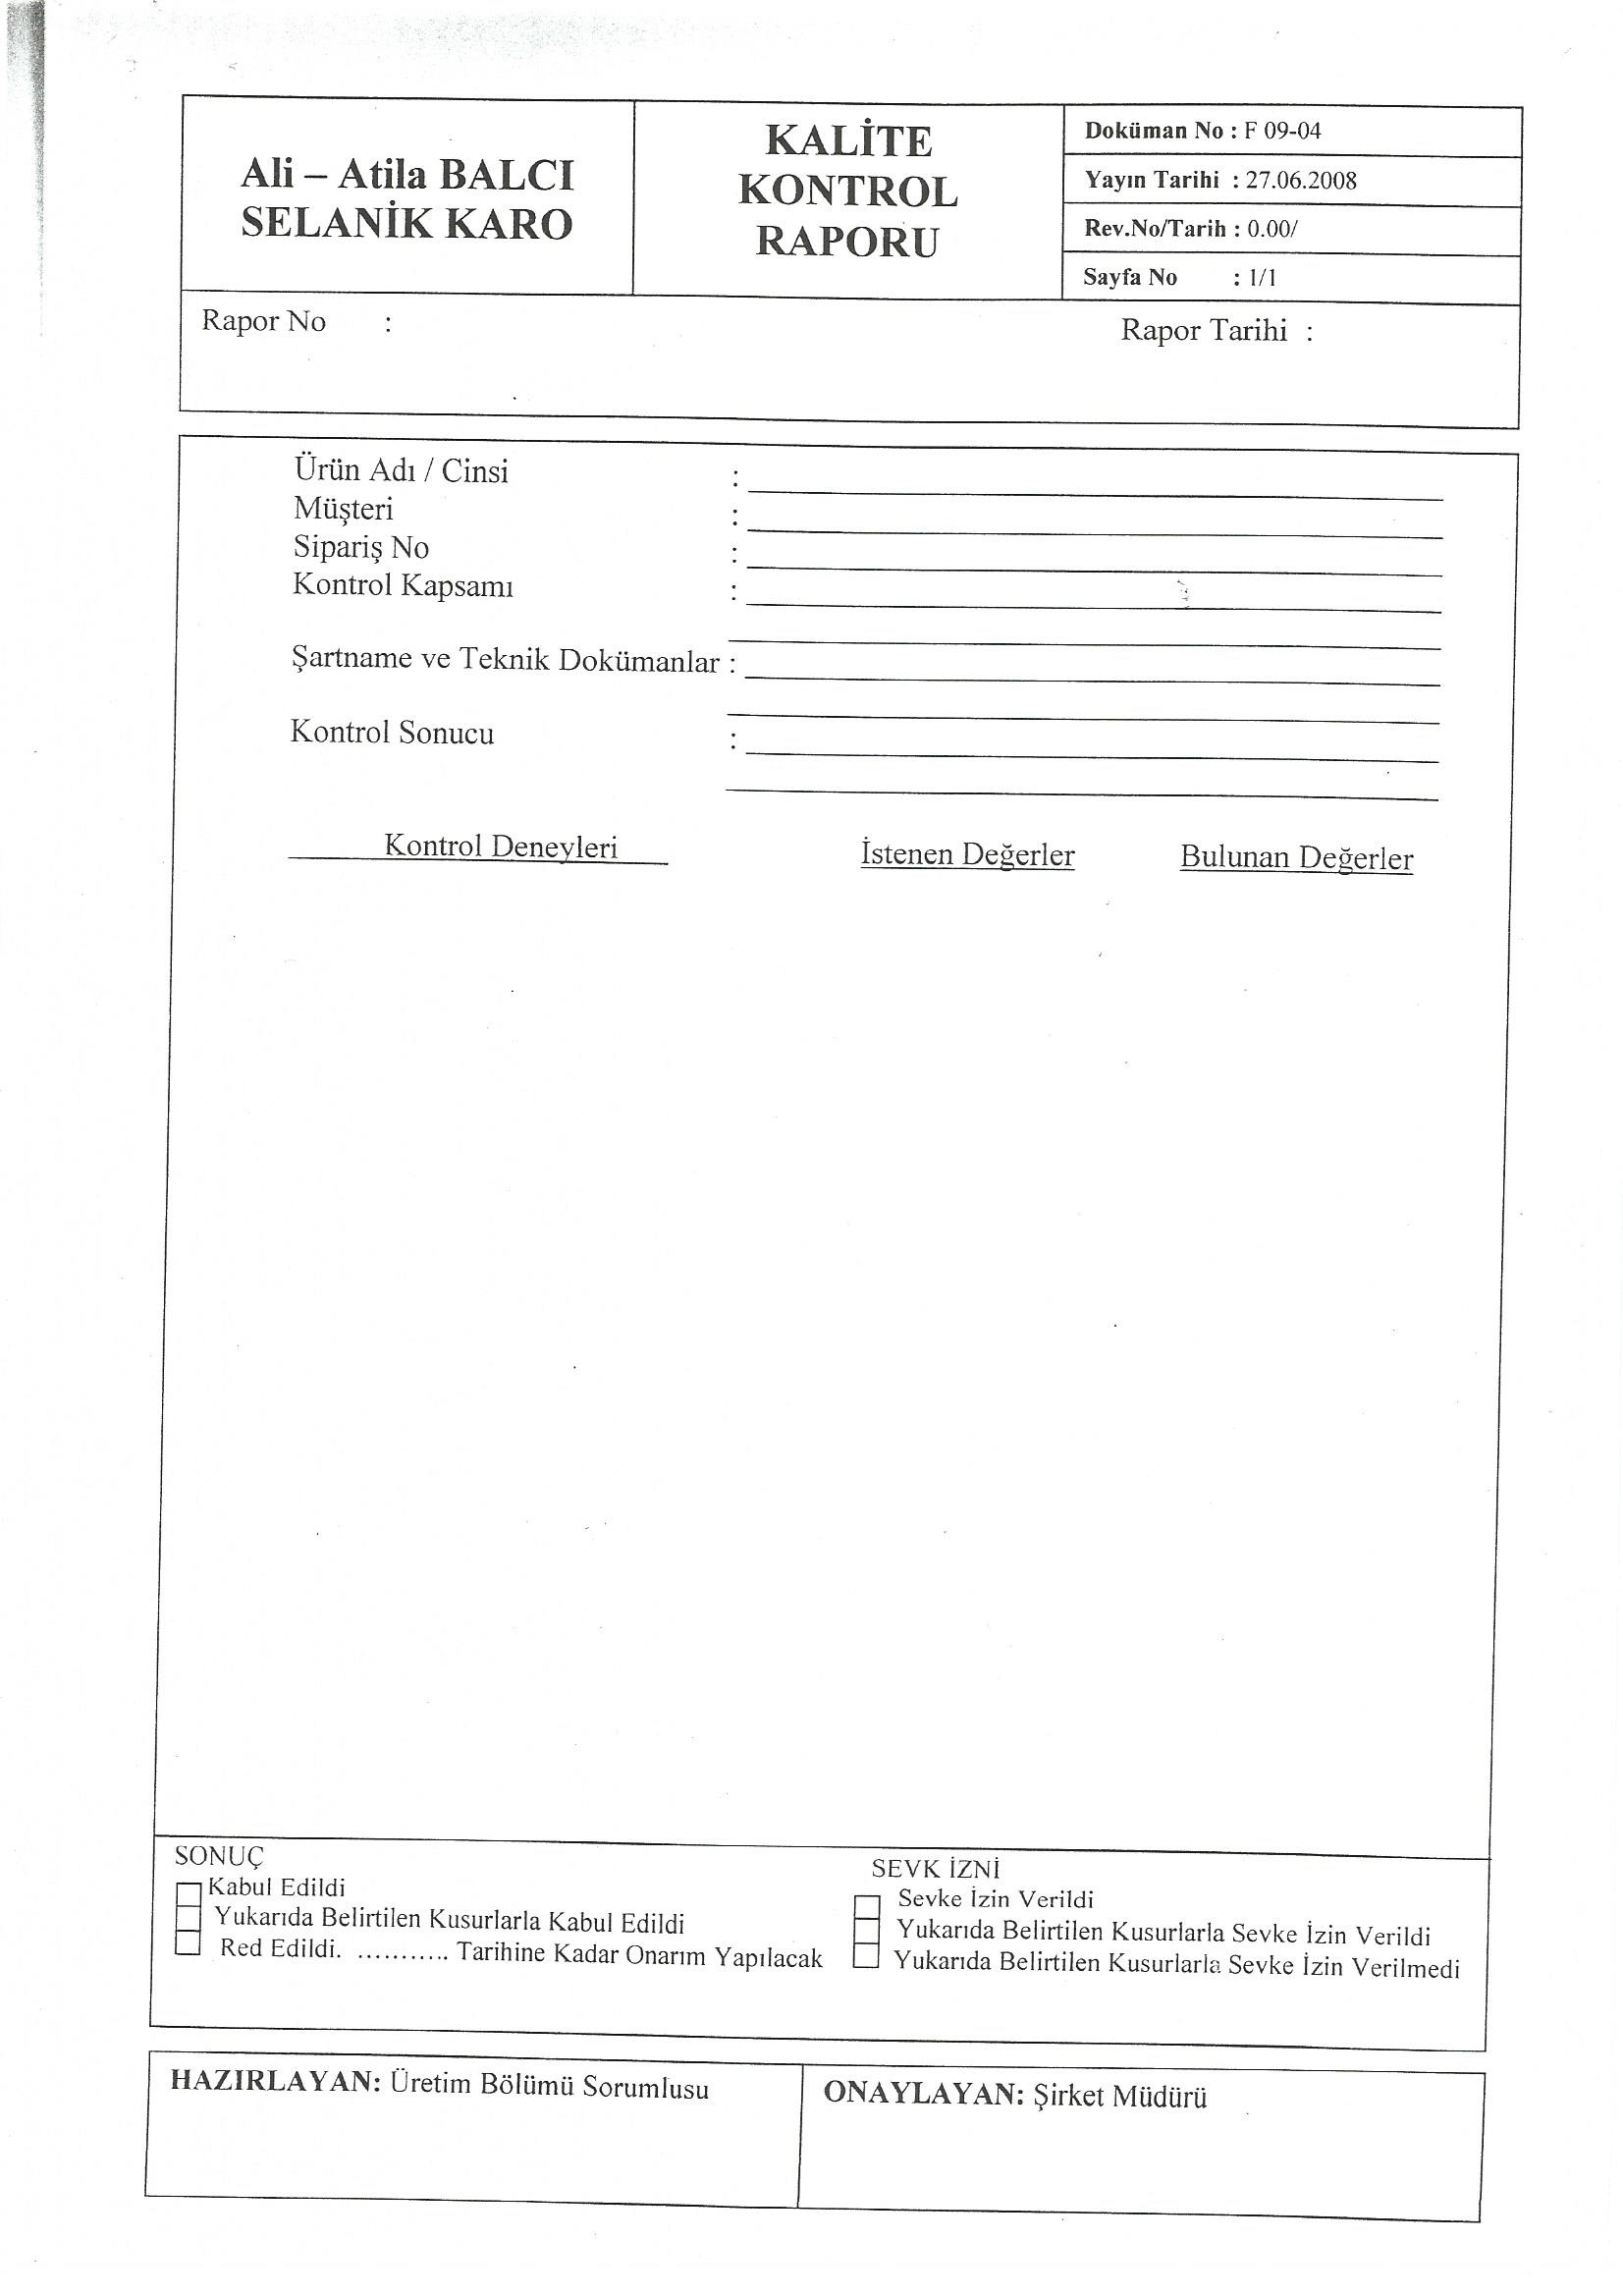 Ali – Atila BALCI
SELANİK KARO
KALİTE
KONTROL
RAPORU
Doküman No : F 09-04
Yayın Tarihi : 27.06.2008
Rev.No/Tarih : 0.00/
Sayfa No : 1/1
Rapor No :
Rapor Tarihi :
Ürün Adı / Cinsi :
Müşteri :
Sipariş No :
Kontrol Kapsamı :
Şartname ve Teknik Dokümanlar :
Kontrol Sonucu :
Kontrol Deneyleri İstenen Değerler Bulunan Değerler
SONUÇ
Kabul Edildi
Yukarıda Belirtilen Kusurlarla Kabul Edildi
Red Edildi. ........... Tarihine Kadar Onarım Yapılacak
SEVK İZNİ
Sevke İzin Verildi
Yukarıda Belirtilen Kusurlarla Sevke İzin Verildi
Yukarıda Belirtilen Kusurlarla Sevke İzin Verilmedi
HAZIRLAYAN: Üretim Bölümü Sorumlusu
ONAYLAYAN: Şirket Müdürü